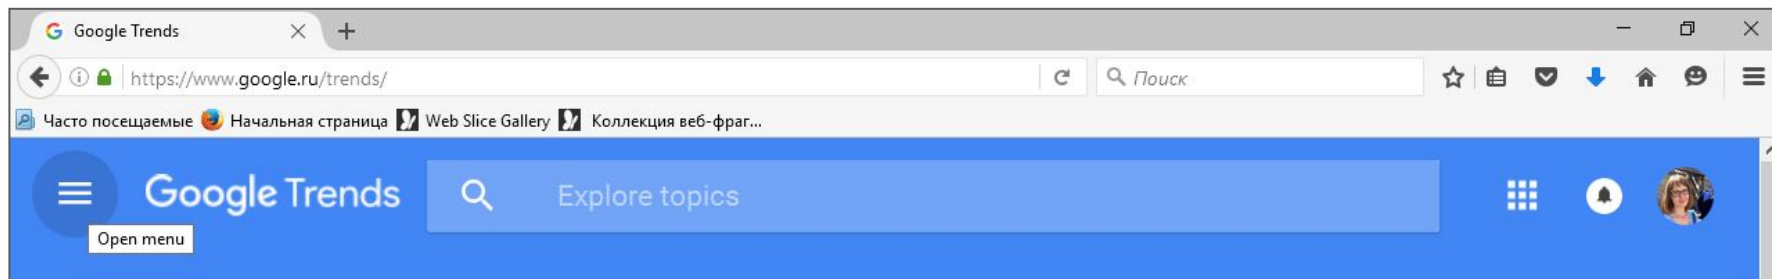 Google Trends
https://www.google.ru/trends/ Поиск
Часто посещаемые Начальная страница Web Slice Gallery Коллекция веб-фраг...
Google Trends Explore topics
Open menu